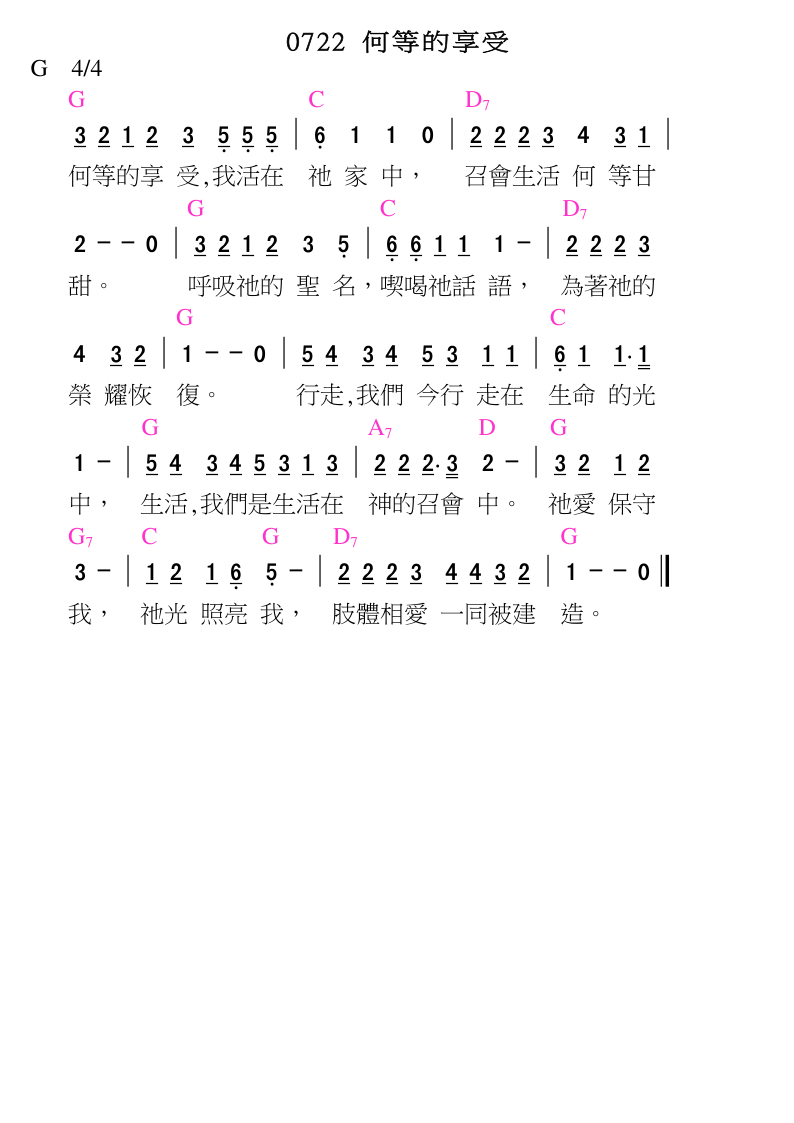 0722 何等的享受
G 4/4
G C D7
3 2 1 2 3 5 5 5 | 6 1 1 0 | 2 2 2 3 4 3 1 |
何等的享 受,我活在 祂 家 中， 召會生活 何 等甘
G C D7
2 - - 0 | 3 2 1 2 3 5 | 6 6 1 1 1 - | 2 2 2 3
甜。 呼吸祂的 聖 名，喫喝祂話 語， 為著祂的
G C
4 3 2 | 1 - - 0 | 5 4 3 4 5 3 1 1 | 6 1 1. 1
榮 耀恢 復。 行走,我們 今行 走在 生命 的光
G A7 D G
1 - | 5 4 3 4 5 3 1 3 | 2 2 2. 3 2 - | 3 2 1 2
中， 生活,我們是生活在 神的召會 中。 祂愛 保守
G7 C G D7 G
3 - | 1 2 1 6 5 - | 2 2 2 3 4 4 3 2 | 1 - - 0 ‖
我， 祂光 照亮 我， 肢體相愛 一同被建 造。